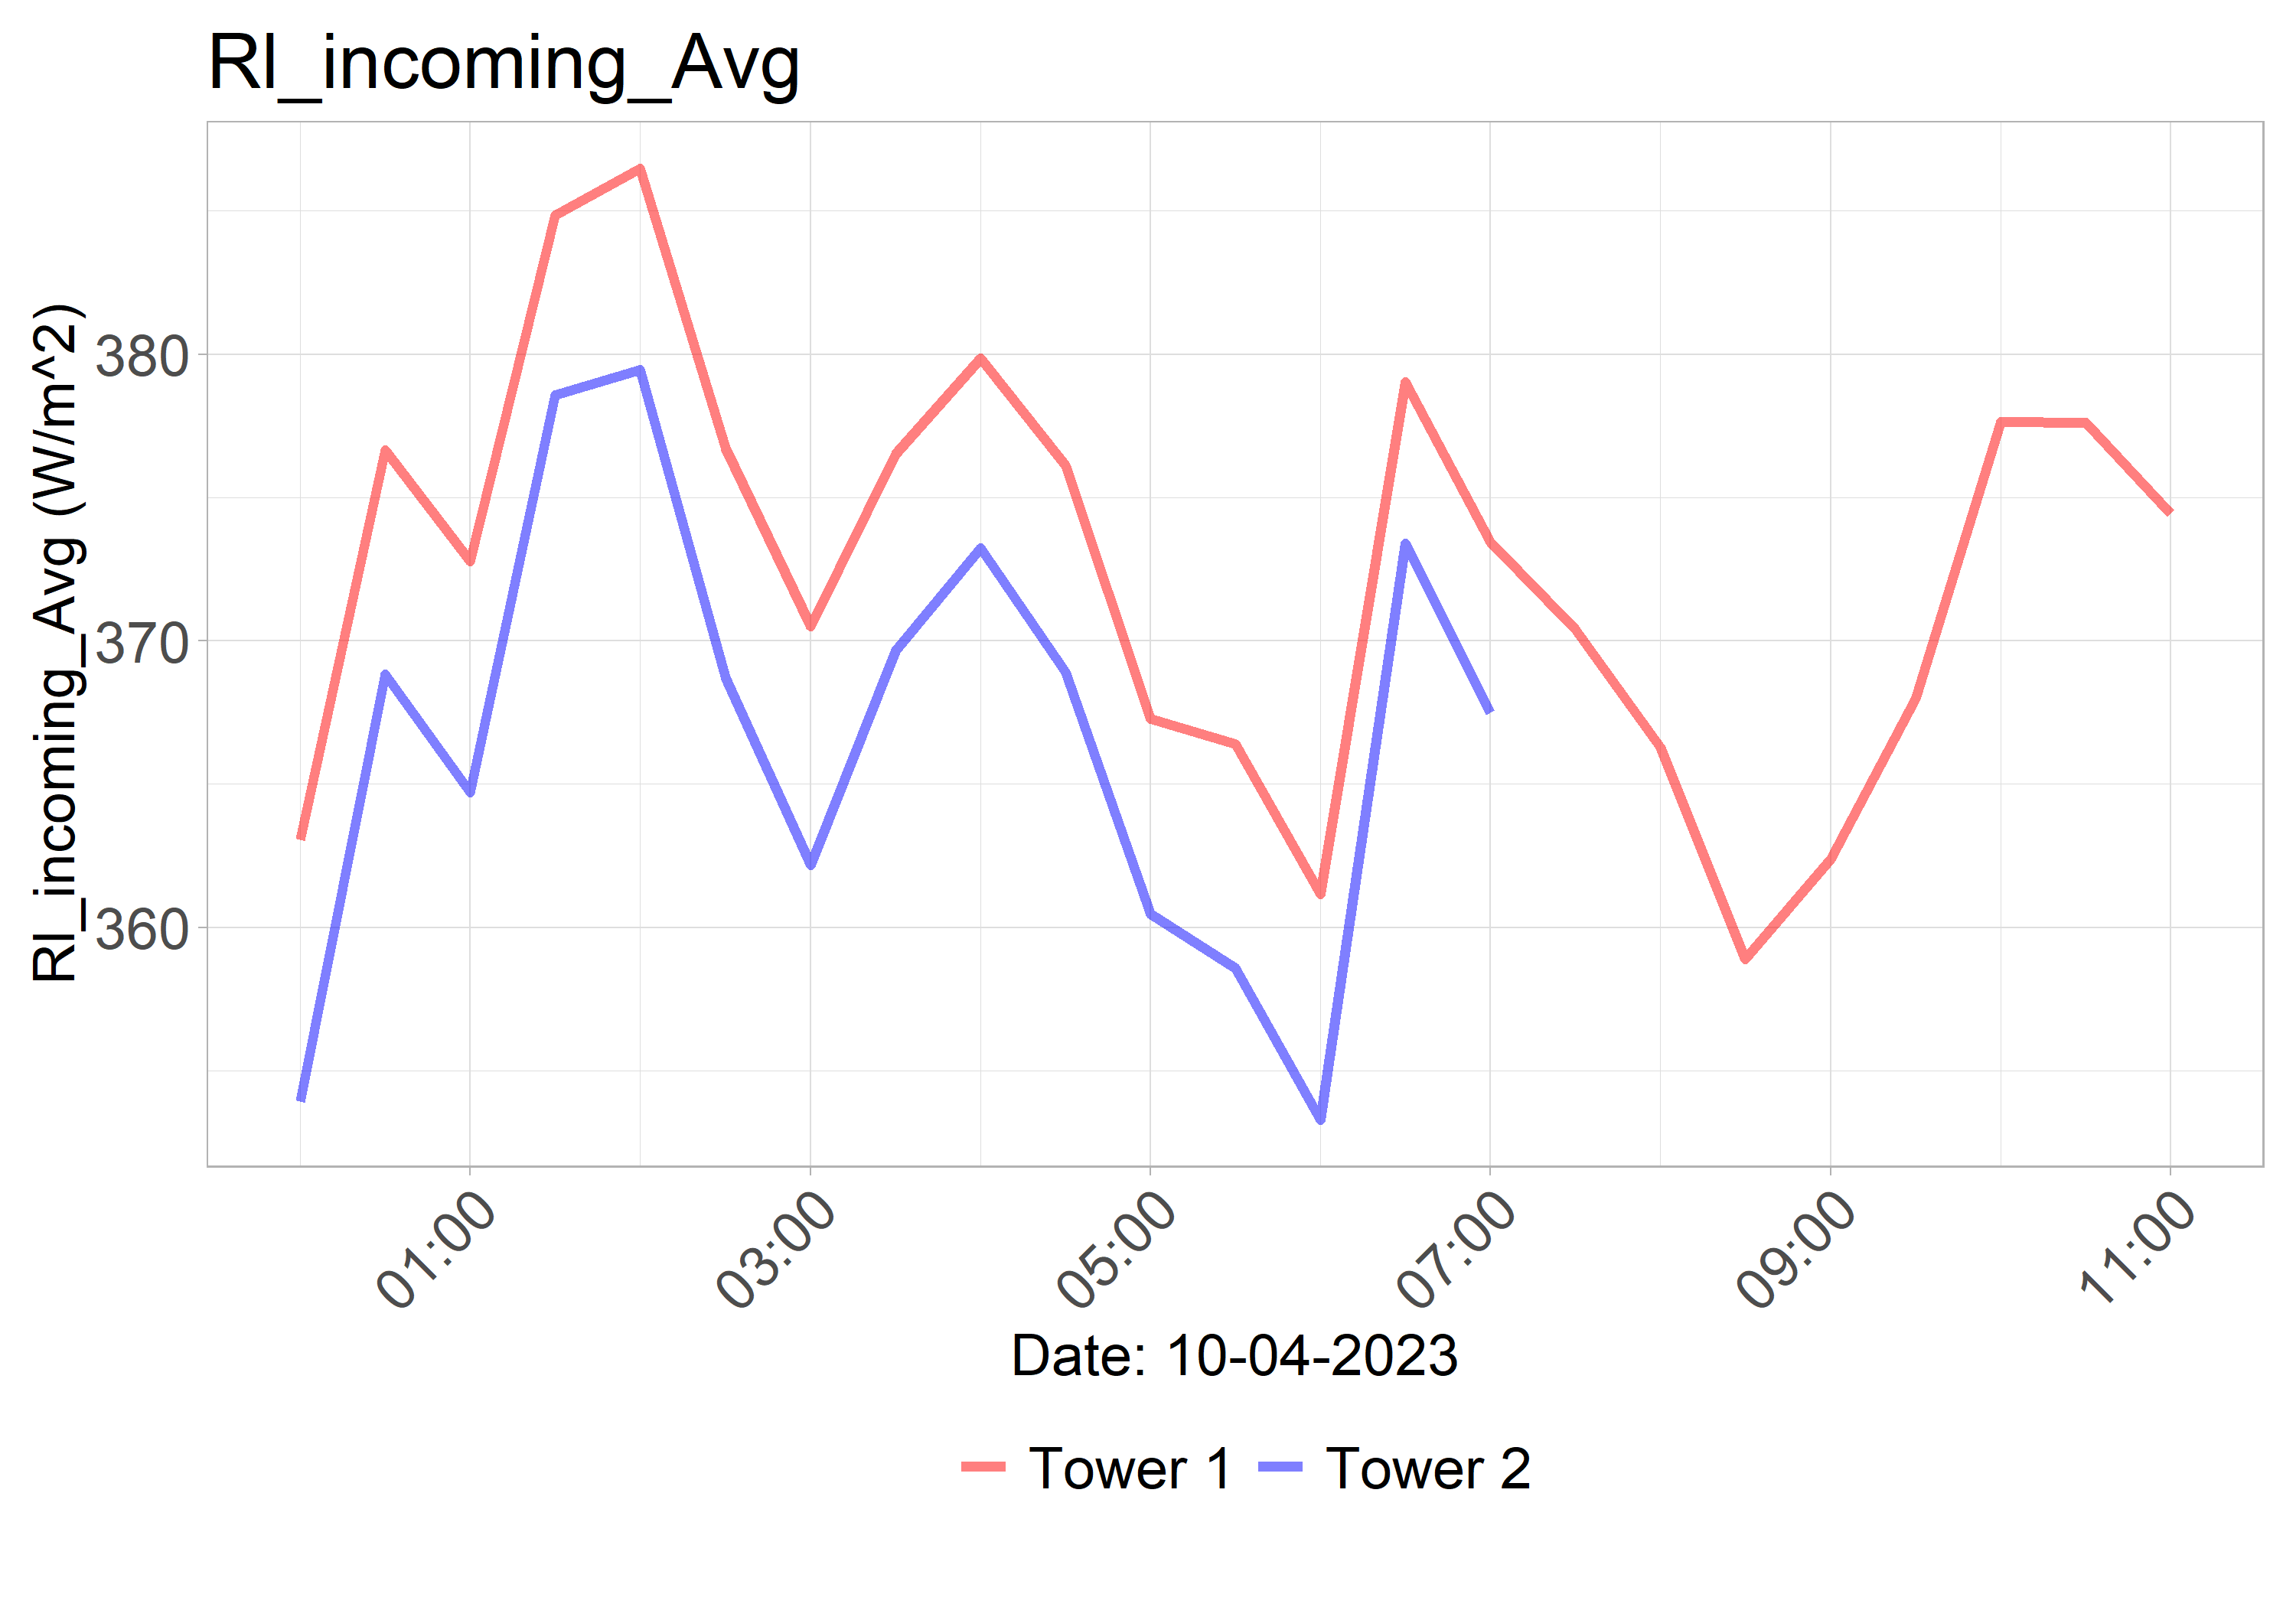 Rl_incoming_Avg
Rl_incoming_Avg (W/m^2)
380
370
360
01:00
03:00
05:00
07:00
09:00
11:00
Date: 10-04-2023
Tower 1
Tower 2